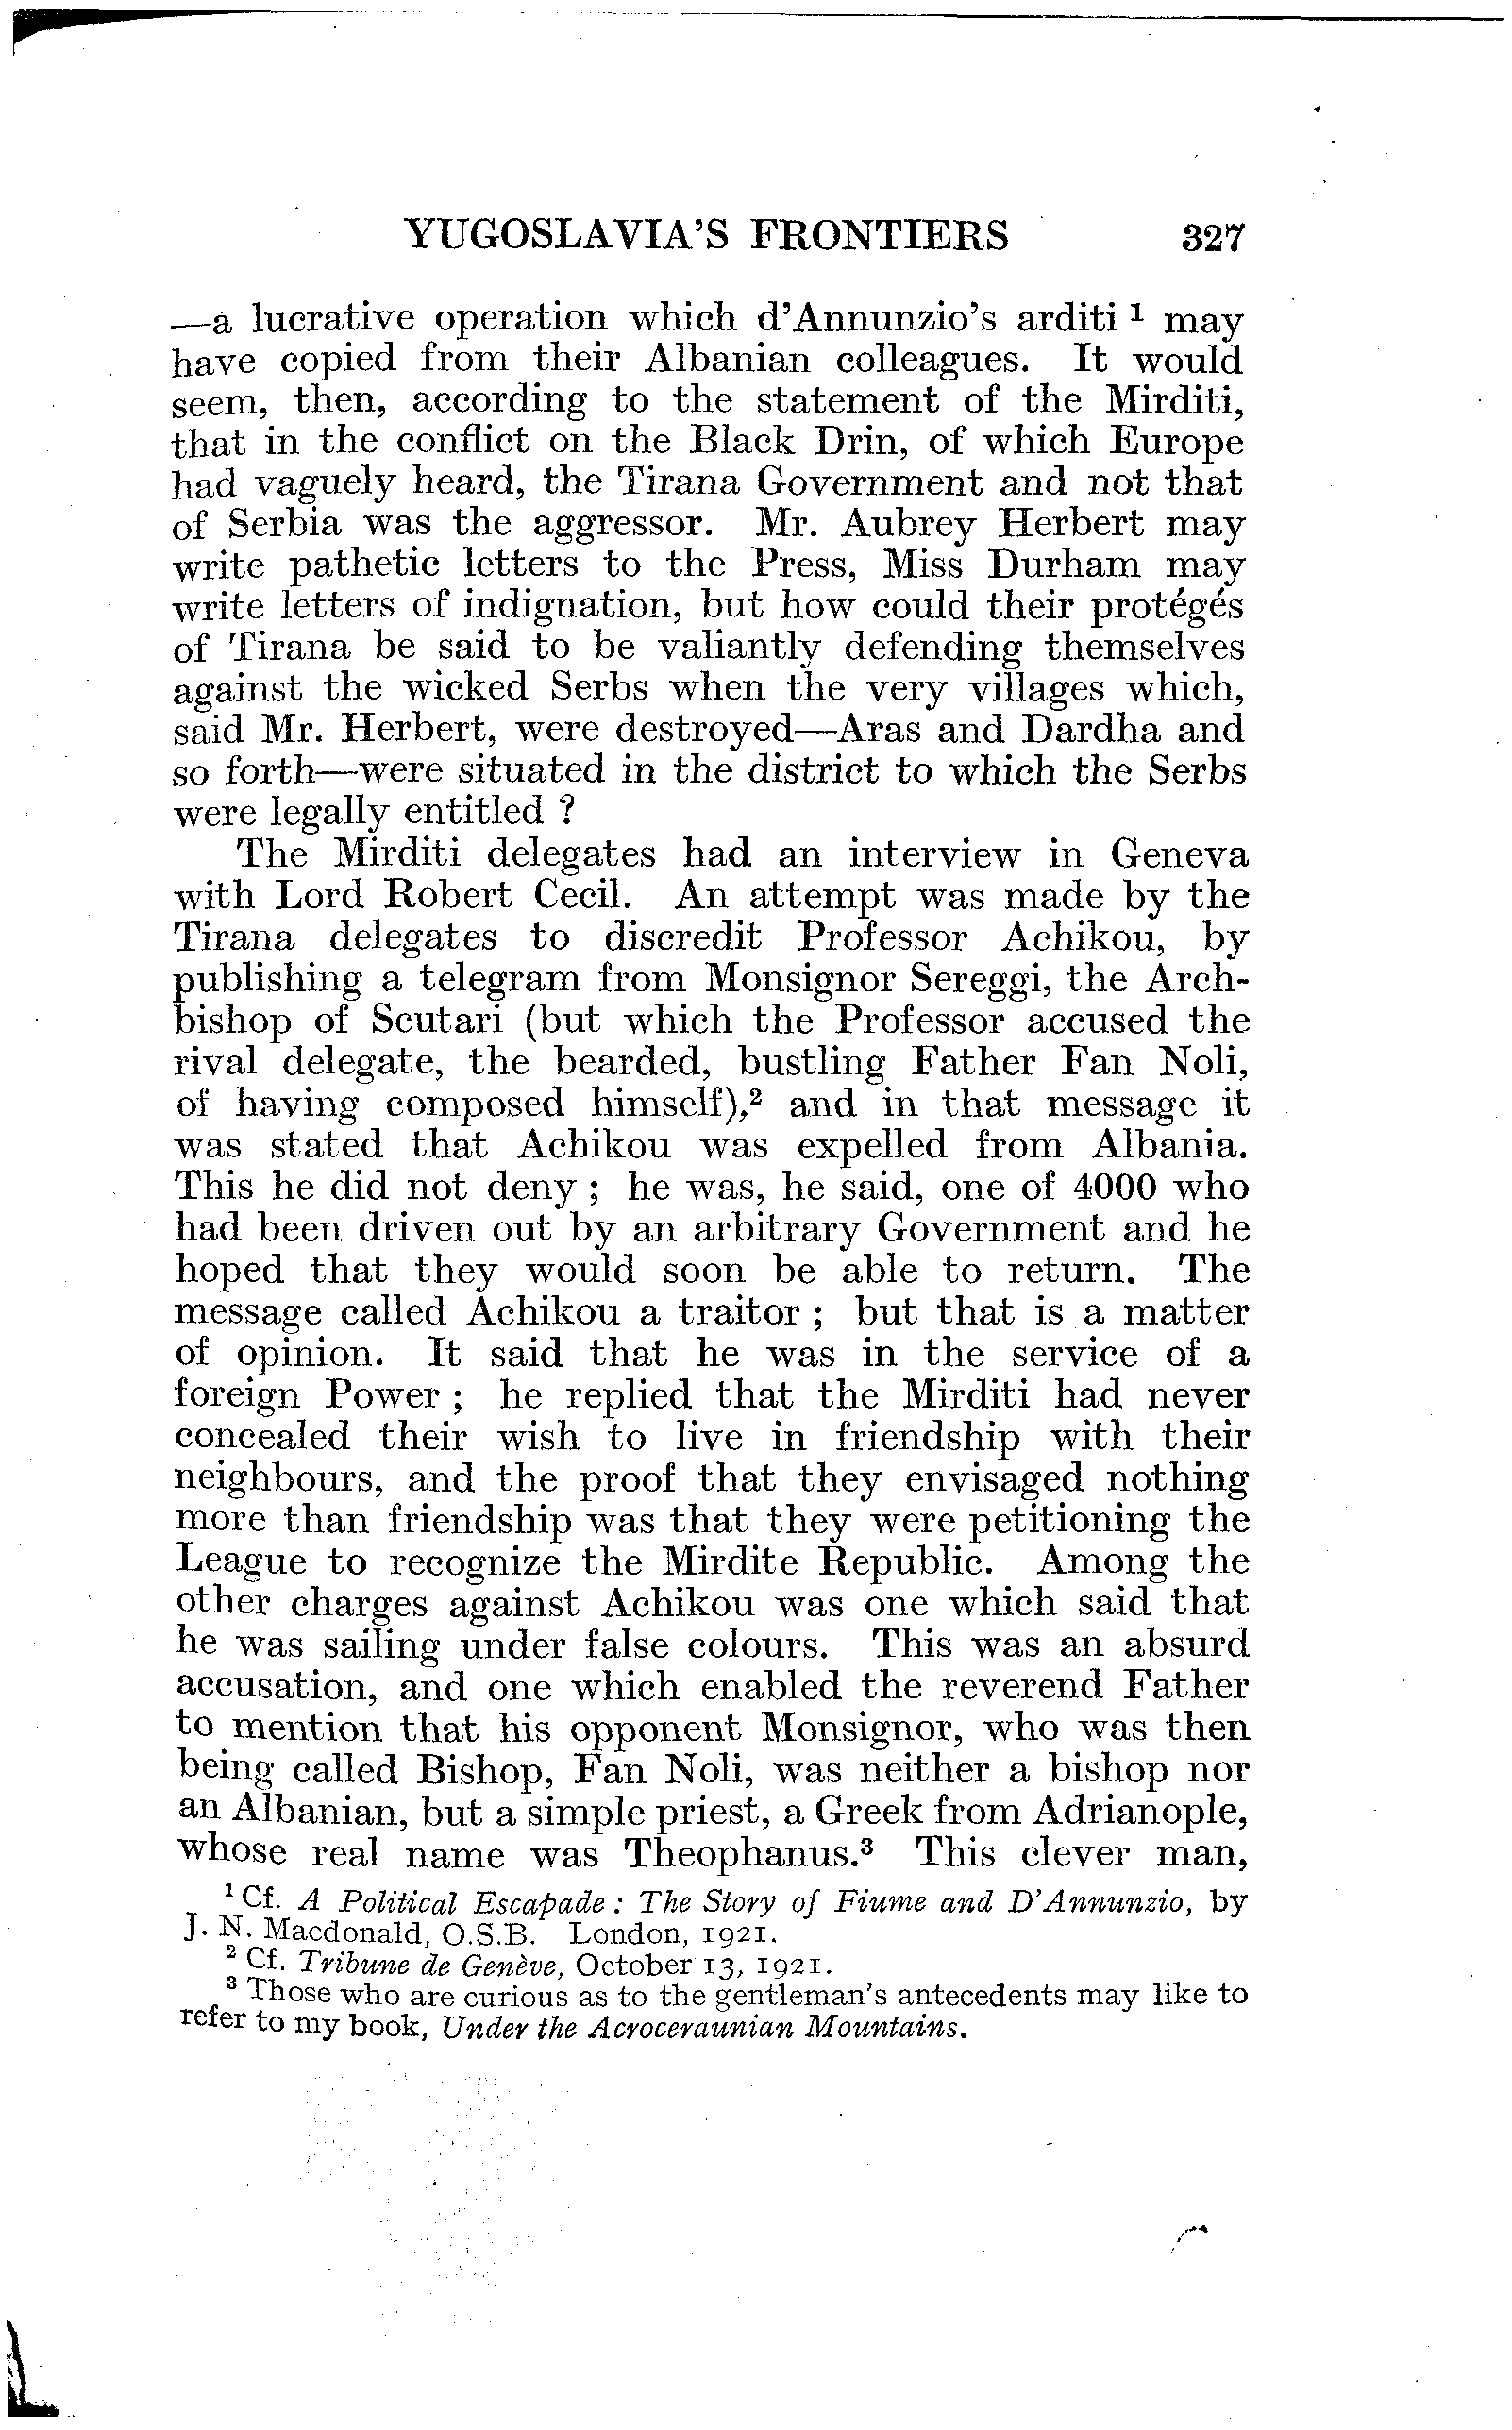 YUGOSLAVIA'S FRONTIERS 327
—a lucrative operation which d'Annunzio's arditi ¹ may
have copied from their Albanian colleagues. It would
seem, then, according to the statement of the Mirditi,
that in the conflict on the Black Drin, of which Europe
had vaguely heard, the Tirana Government and not that
of Serbia was the aggressor. Mr. Aubrey Herbert may
write pathetic letters to the Press, Miss Durham may
write letters of indignation, but how could their protégés
of Tirana be said to be valiantly defending themselves
against the wicked Serbs when the very villages which,
said Mr. Herbert, were destroyed—Aras and Dardha and
so forth—were situated in the district to which the Serbs
were legally entitled ?
The Mirditi delegates had an interview in Geneva
with Lord Robert Cecil. An attempt was made by the
Tirana delegates to discredit Professor Achikou, by
publishing a telegram from Monsignor Sereggi, the Arch-
bishop of Scutari (but which the Professor accused the
rival delegate, the bearded, bustling Father Fan Noli,
of having composed himself),² and in that message it
was stated that Achikou was expelled from Albania.
This he did not deny ; he was, he said, one of 4000 who
had been driven out by an arbitrary Government and he
hoped that they would soon be able to return. The
message called Achikou a traitor ; but that is a matter
of opinion. It said that he was in the service of a
foreign Power ; he replied that the Mirditi had never
concealed their wish to live in friendship with their
neighbours, and the proof that they envisaged nothing
more than friendship was that they were petitioning the
League to recognize the Mirdite Republic. Among the
other charges against Achikou was one which said that
he was sailing under false colours. This was an absurd
accusation, and one which enabled the reverend Father
to mention that his opponent Monsignor, who was then
being called Bishop, Fan Noli, was neither a bishop nor
an Albanian, but a simple priest, a Greek from Adrianople,
whose real name was Theophanus.³ This clever man,
¹ Cf. A Political Escapade : The Story of Fiume and D'Annunzio, by
J. N. Macdonald, O.S.B. London, 1921.
² Cf. Tribune de Genève, October 13, 1921.
³ Those who are curious as to the gentleman's antecedents may like to
refer to my book, Under the Acroceraunian Mountains.